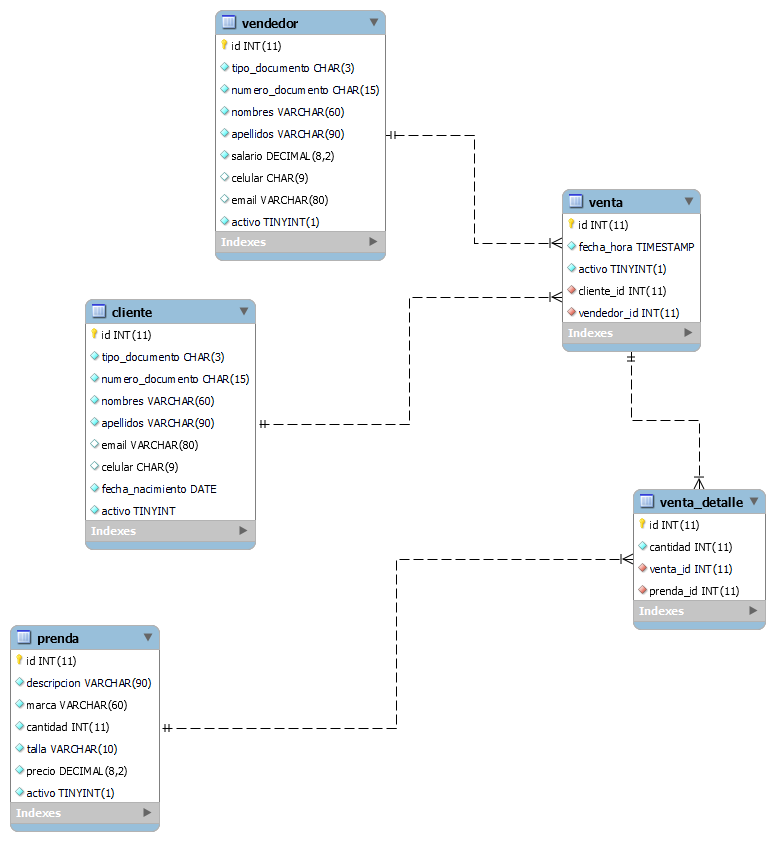 vendedor
id INT(11)
tipo_documento CHAR(3)
numero_documento CHAR(15)
nombres VARCHAR(60)
apellidos VARCHAR(90)
salario DECIMAL(8,2)
celular CHAR(9)
email VARCHAR(80)
activo TINYINT(1)
Indexes
venta
id INT(11)
fecha_hora TIMESTAMP
activo TINYINT(1)
cliente_id INT(11)
vendedor_id INT(11)
Indexes
cliente
id INT(11)
tipo_documento CHAR(3)
numero_documento CHAR(15)
nombres VARCHAR(60)
apellidos VARCHAR(90)
email VARCHAR(80)
celular CHAR(9)
fecha_nacimiento DATE
activo TINYINT
Indexes
venta_detalle
id INT(11)
cantidad INT(11)
venta_id INT(11)
prenda_id INT(11)
Indexes
prenda
id INT(11)
descripcion VARCHAR(90)
marca VARCHAR(60)
cantidad INT(11)
talla VARCHAR(10)
precio DECIMAL(8,2)
activo TINYINT(1)
Indexes